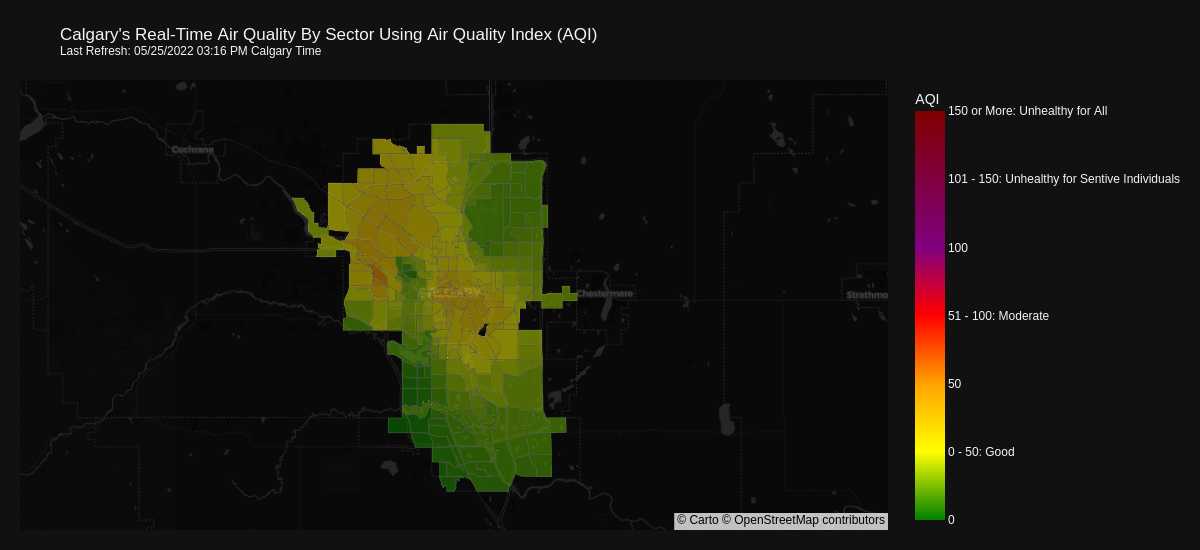 Calgary's Real-Time Air Quality By Sector Using Air Quality Index (AQI)
Last Refresh: 05/25/2022 03:16 PM Calgary Time
AQI
150 or More: Unhealthy for All
Cochrane
101 - 150: Unhealthy for Sentive Individuals
100
Chestermere
Strathmo
51 - 100: Moderate
50
0 - 50: Good
0
© Carto © OpenStreetMap contributors